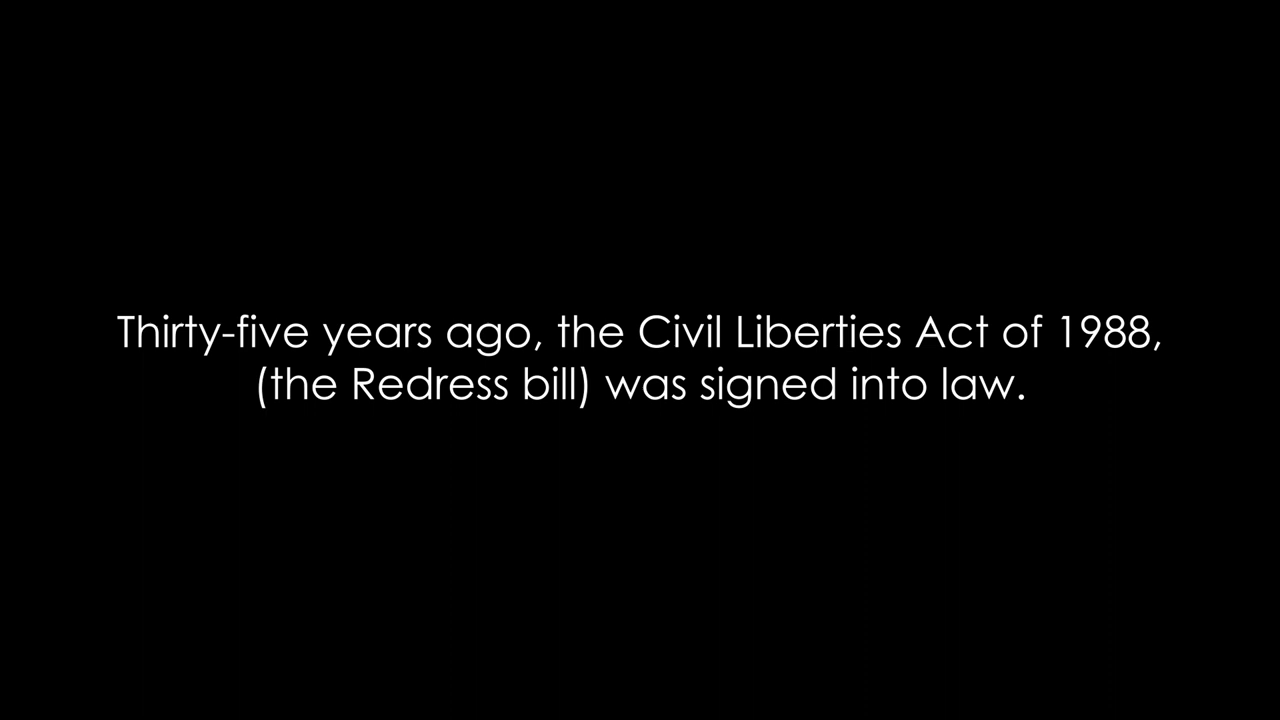 Thirty-five years ago, the Civil Liberties Act of 1988,
(the Redress bill) was signed into law.